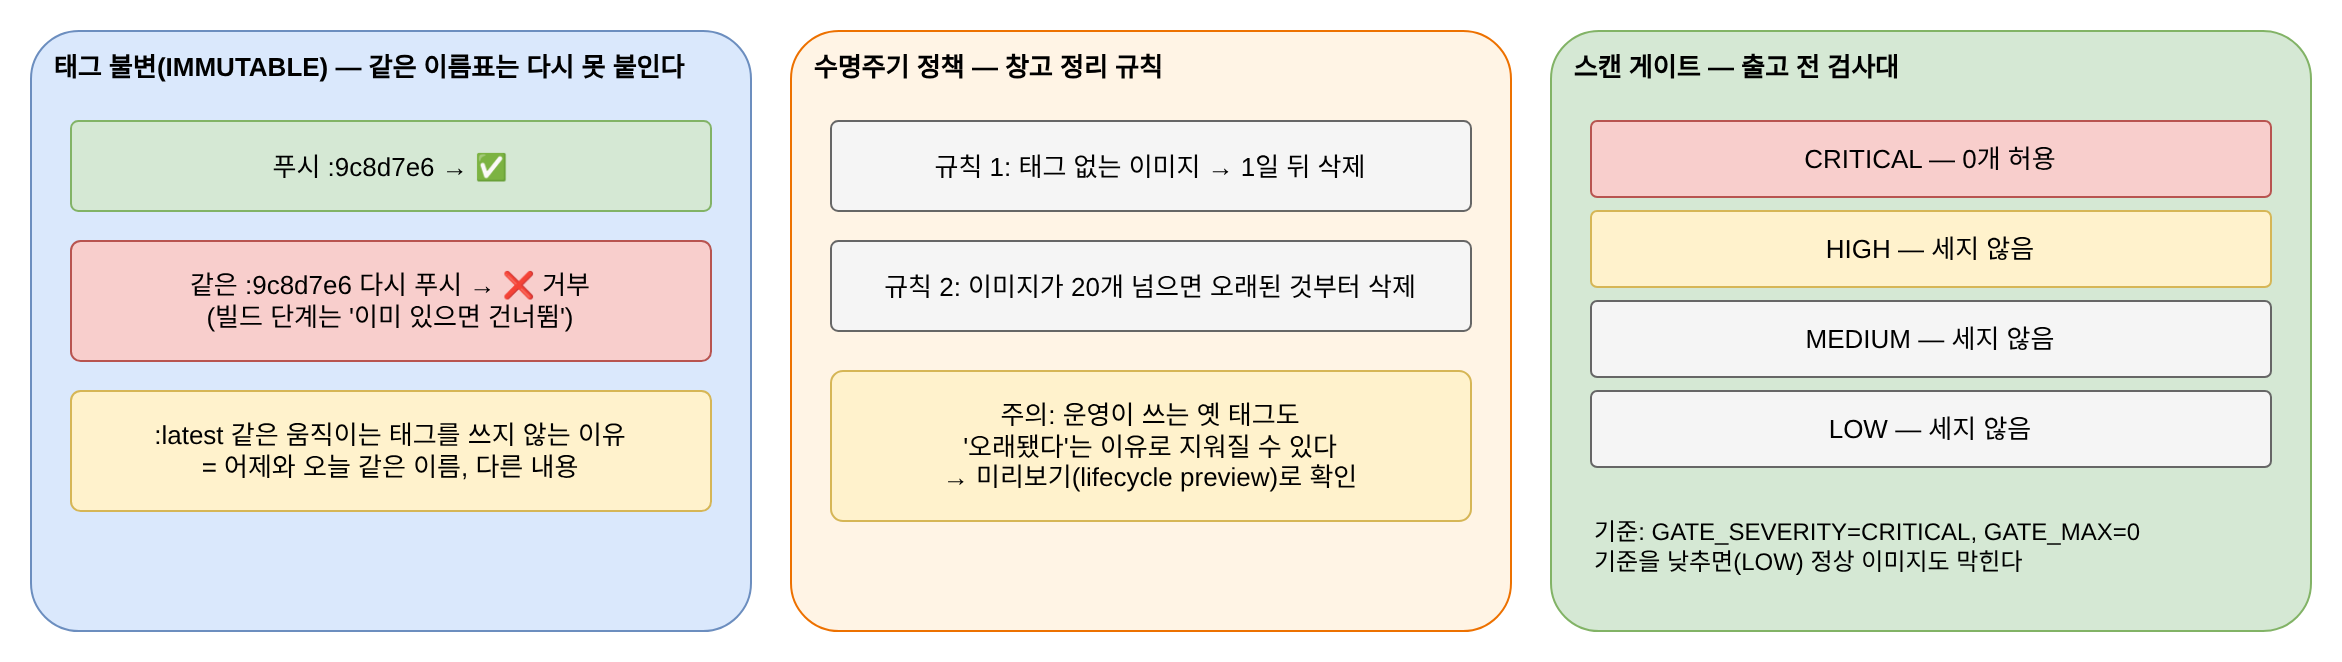 태그 불변(IMMUTABLE) — 같은 이름표는 다시 못 붙인다
푸시 :9c8d7e6 → ✅
같은 :9c8d7e6 다시 푸시 → ❌ 거부
(빌드 단계는 '이미 있으면 건너뜀')
:latest 같은 움직이는 태그를 쓰지 않는 이유
= 어제와 오늘 같은 이름, 다른 내용
수명주기 정책 — 창고 정리 규칙
규칙 1: 태그 없는 이미지 → 1일 뒤 삭제
규칙 2: 이미지가 20개 넘으면 오래된 것부터 삭제
주의: 운영이 쓰는 옛 태그도
'오래됐다'는 이유로 지워질 수 있다
→ 미리보기(lifecycle preview)로 확인
스캔 게이트 — 출고 전 검사대
CRITICAL — 0개 허용
HIGH — 세지 않음
MEDIUM — 세지 않음
LOW — 세지 않음
기준: GATE_SEVERITY=CRITICAL, GATE_MAX=0
기준을 낮추면(LOW) 정상 이미지도 막힌다